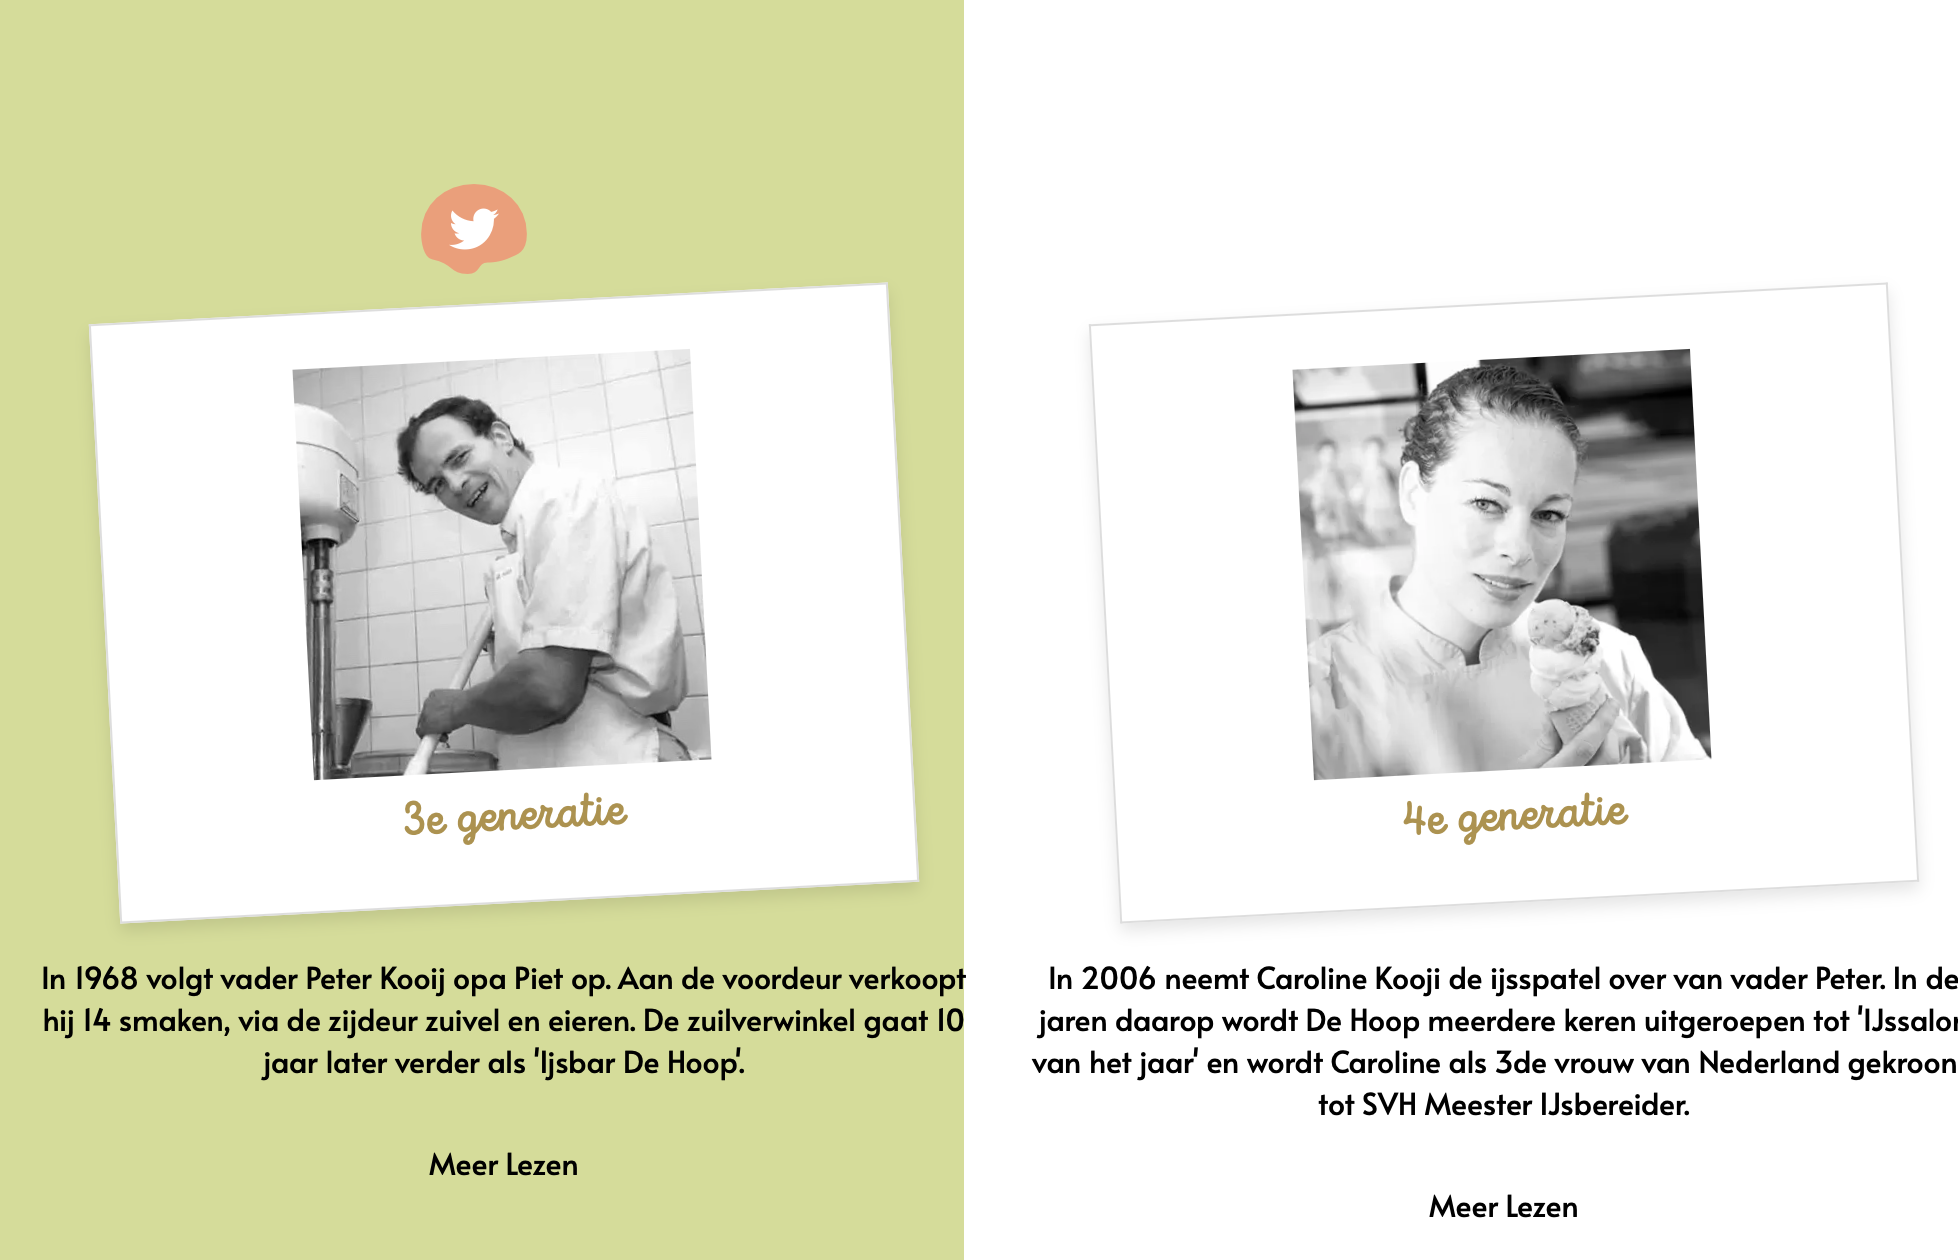 3e generatie
In 1968 volgt vader Peter Kooij opa Piet op. Aan de voordeur verkoopt
hij 14 smaken, via de zijdeur zuivel en eieren. De zuilverwinkel gaat 10
jaar later verder als 'Ijsbar De Hoop'.
Meer Lezen
4e generatie
In 2006 neemt Caroline Kooji de ijsspatel over van vader Peter. In de
jaren daarop wordt De Hoop meerdere keren uitgeroepen tot 'IJssalon
van het jaar' en wordt Caroline als 3de vrouw van Nederland gekroon
tot SVH Meester IJsbereider.
Meer Lezen